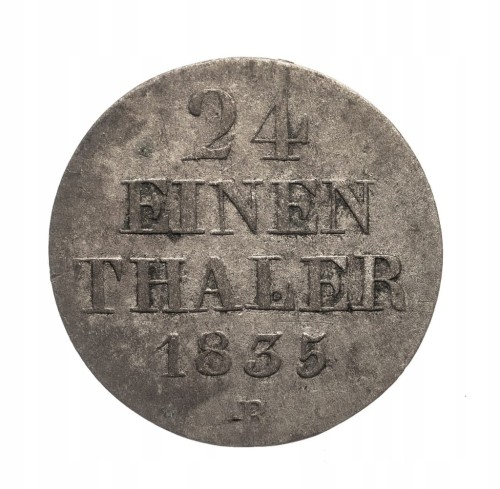 24
EINEN
THALER
1835
B